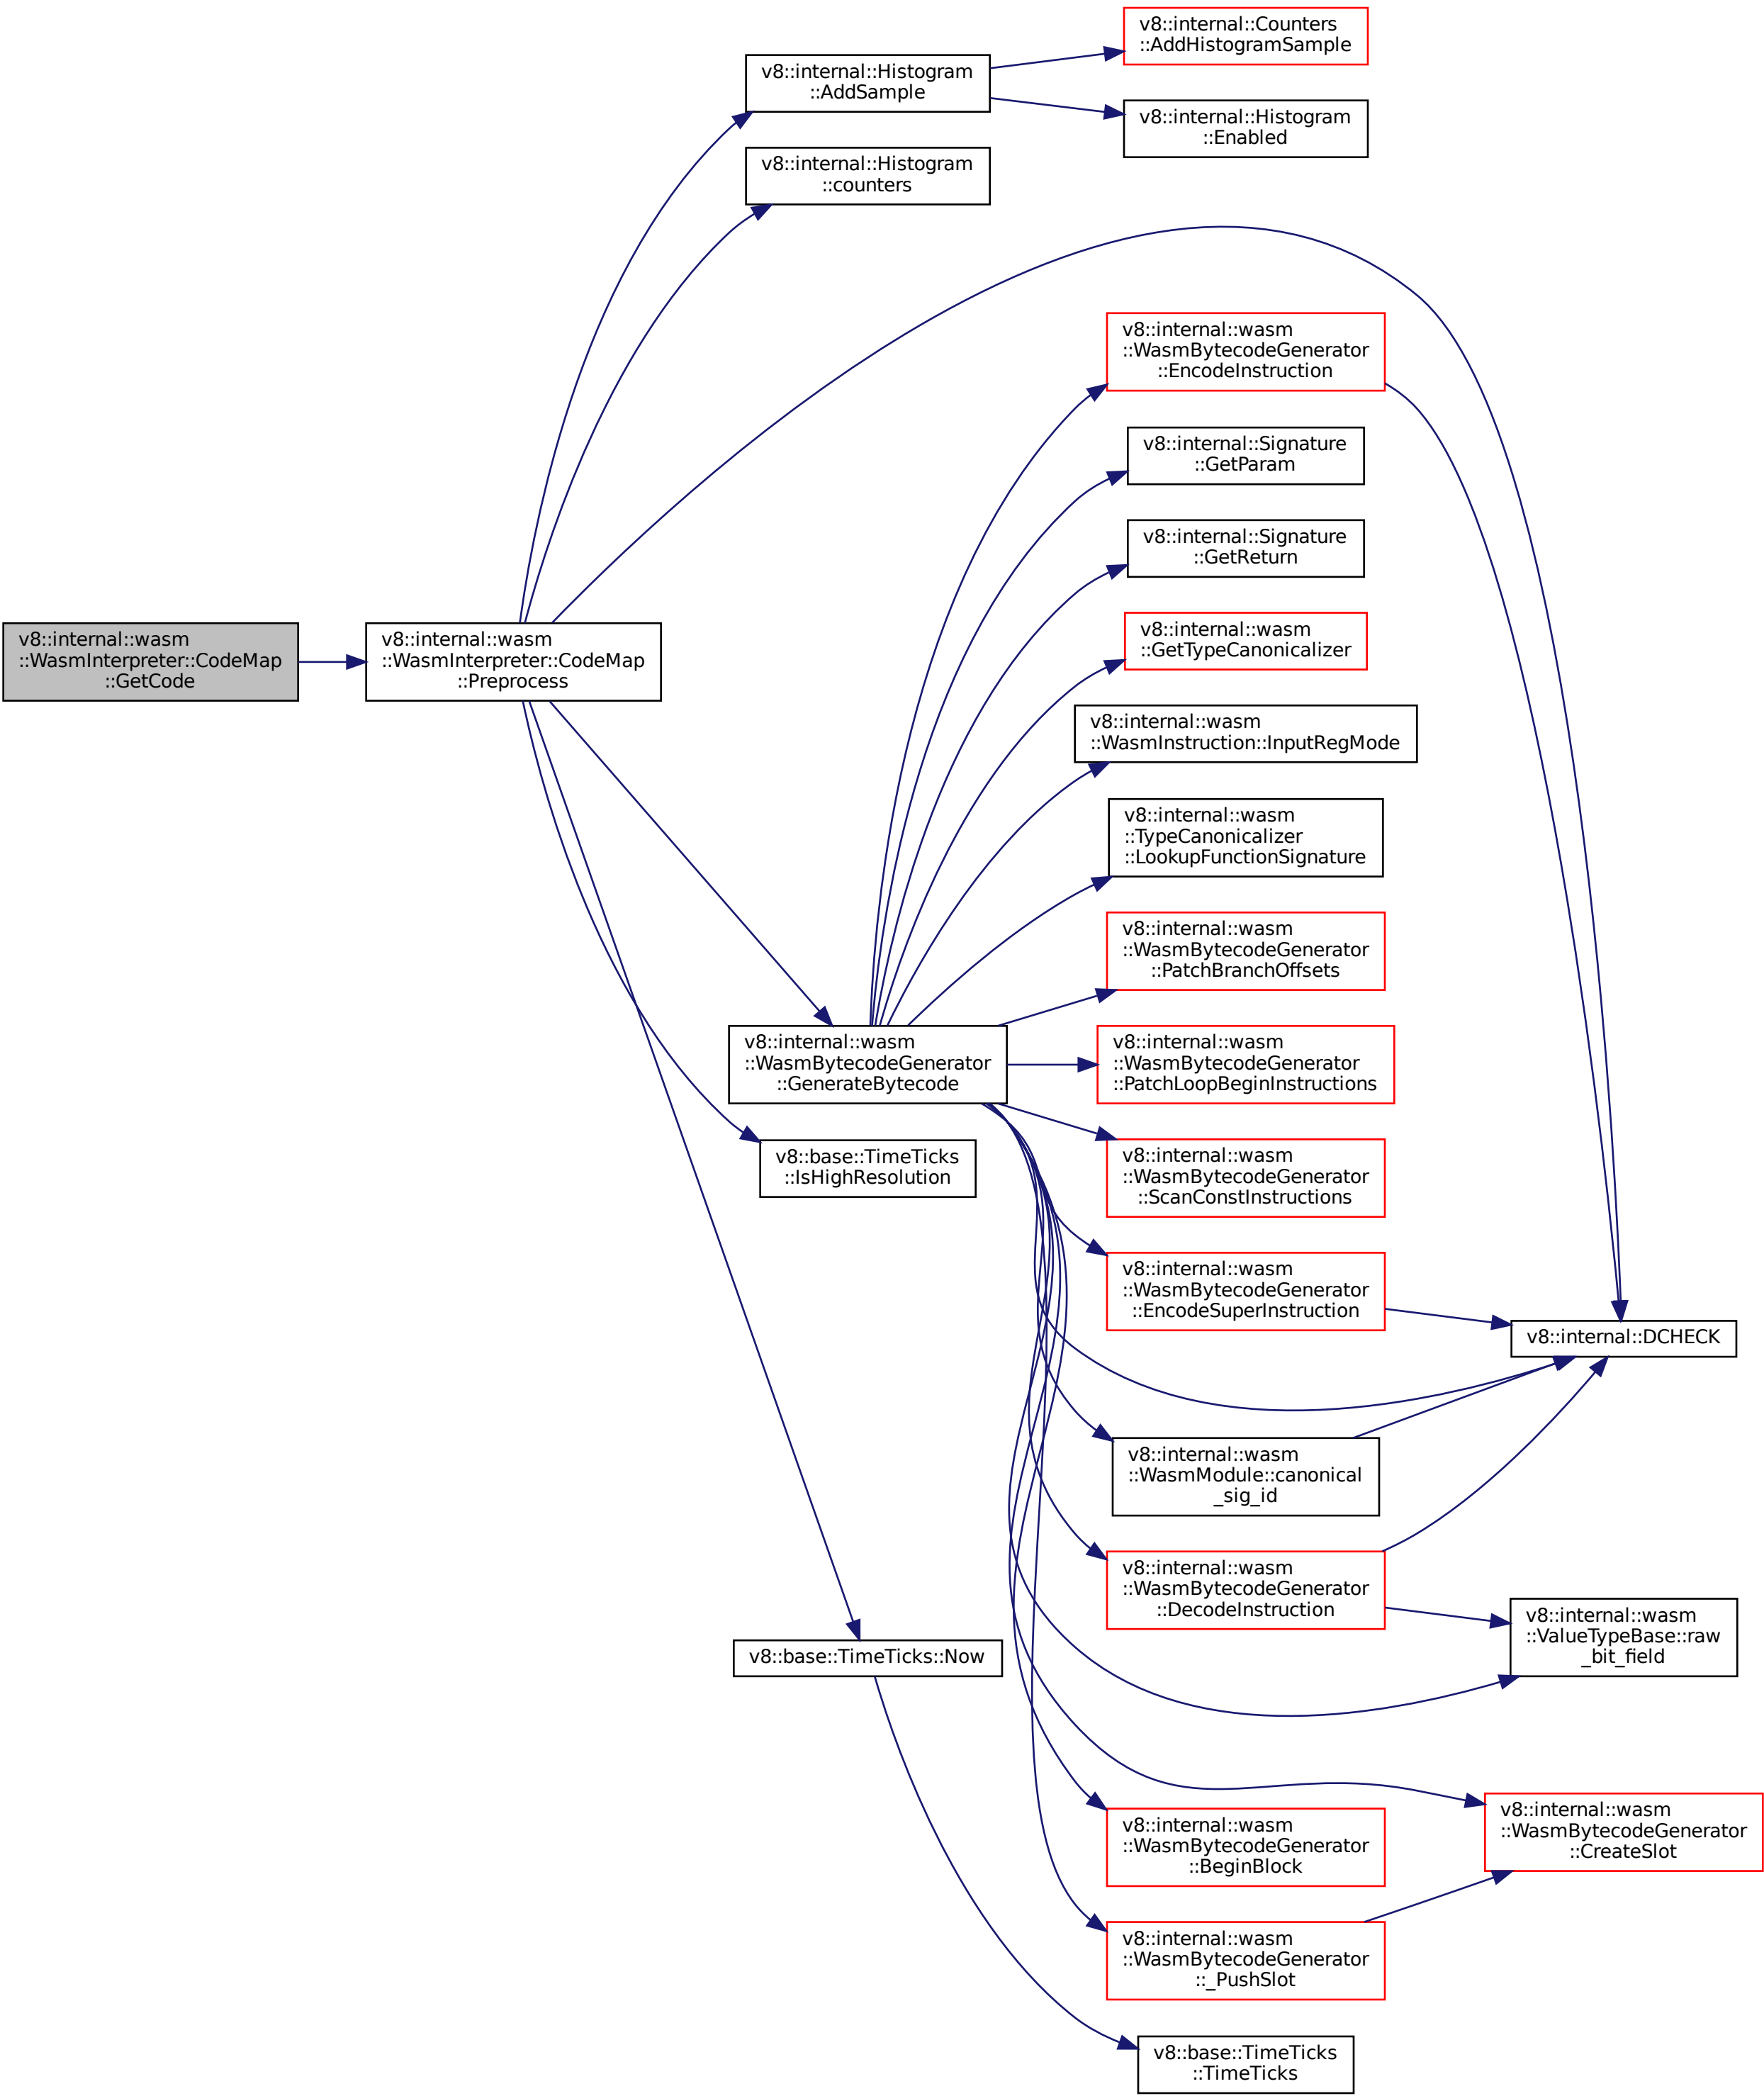 v8::internal::Counters
::AddHistogramSample
v8::internal::Histogram
::AddSample
v8::internal::Histogram
::Enabled
v8::internal::Histogram
::counters
v8::internal::wasm
::WasmBytecodeGenerator
::EncodeInstruction
v8::internal::Signature
::GetParam
v8::internal::Signature
::GetReturn
v8::internal::wasm
::WasmInterpreter::CodeMap
::GetCode
v8::internal::wasm
::WasmInterpreter::CodeMap
::Preprocess
v8::internal::wasm
::GetTypeCanonicalizer
v8::internal::wasm
::WasmInstruction::InputRegMode
v8::internal::wasm
::TypeCanonicalizer
::LookupFunctionSignature
v8::internal::wasm
::WasmBytecodeGenerator
::PatchBranchOffsets
v8::internal::wasm
::WasmBytecodeGenerator
::GenerateBytecode
v8::internal::wasm
::WasmBytecodeGenerator
::PatchLoopBeginInstructions
v8::base::TimeTicks
::IsHighResolution
v8::internal::wasm
::WasmBytecodeGenerator
::ScanConstInstructions
v8::internal::wasm
::WasmBytecodeGenerator
::EncodeSuperInstruction
v8::internal::DCHECK
v8::internal::wasm
::WasmModule::canonical
_sig_id
v8::internal::wasm
::WasmBytecodeGenerator
::DecodeInstruction
v8::internal::wasm
::ValueTypeBase::raw
_bit_field
v8::base::TimeTicks::Now
v8::internal::wasm
::WasmBytecodeGenerator
::CreateSlot
v8::internal::wasm
::WasmBytecodeGenerator
::BeginBlock
v8::internal::wasm
::WasmBytecodeGenerator
::_PushSlot
v8::base::TimeTicks
::TimeTicks